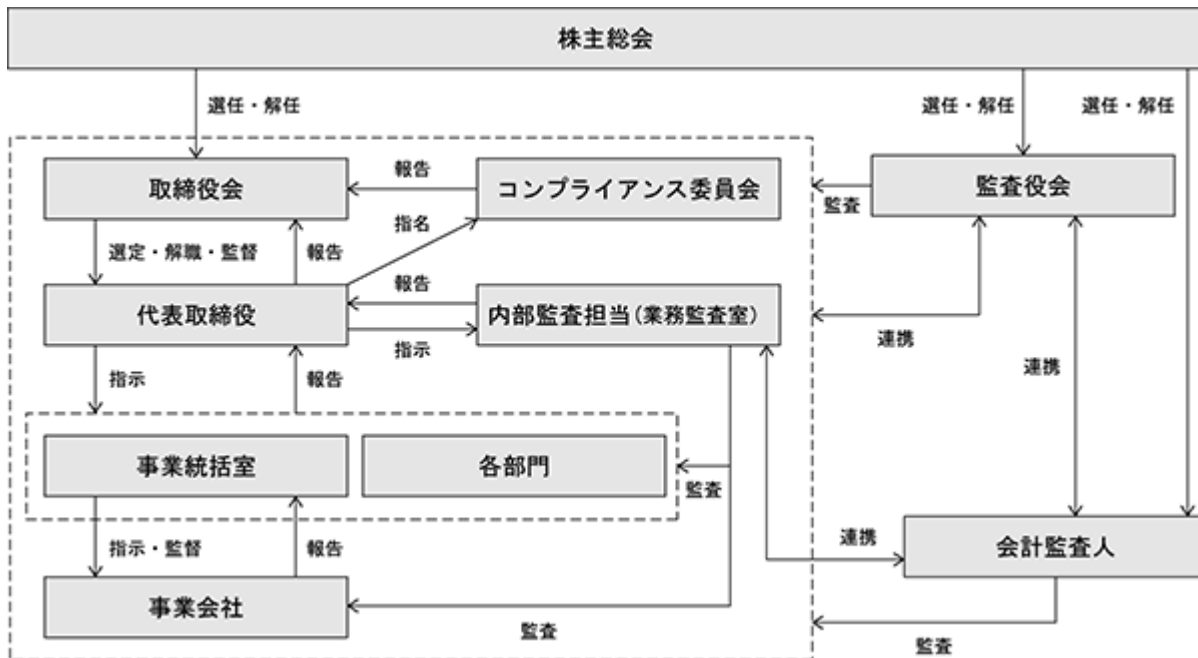 株主総会
選任・解任
選任・解任
選任・解任
取締役会
報告
コンプライアンス委員会
監査
監査役会
指名
選定・解職・監督
報告
報告
代表取締役
内部監査担当(業務監査室)
指示
連携
連携
指示
報告
事業統括室
各部門
監査
指示・監督
報告
連携
会計監査人
事業会社
監査
監査